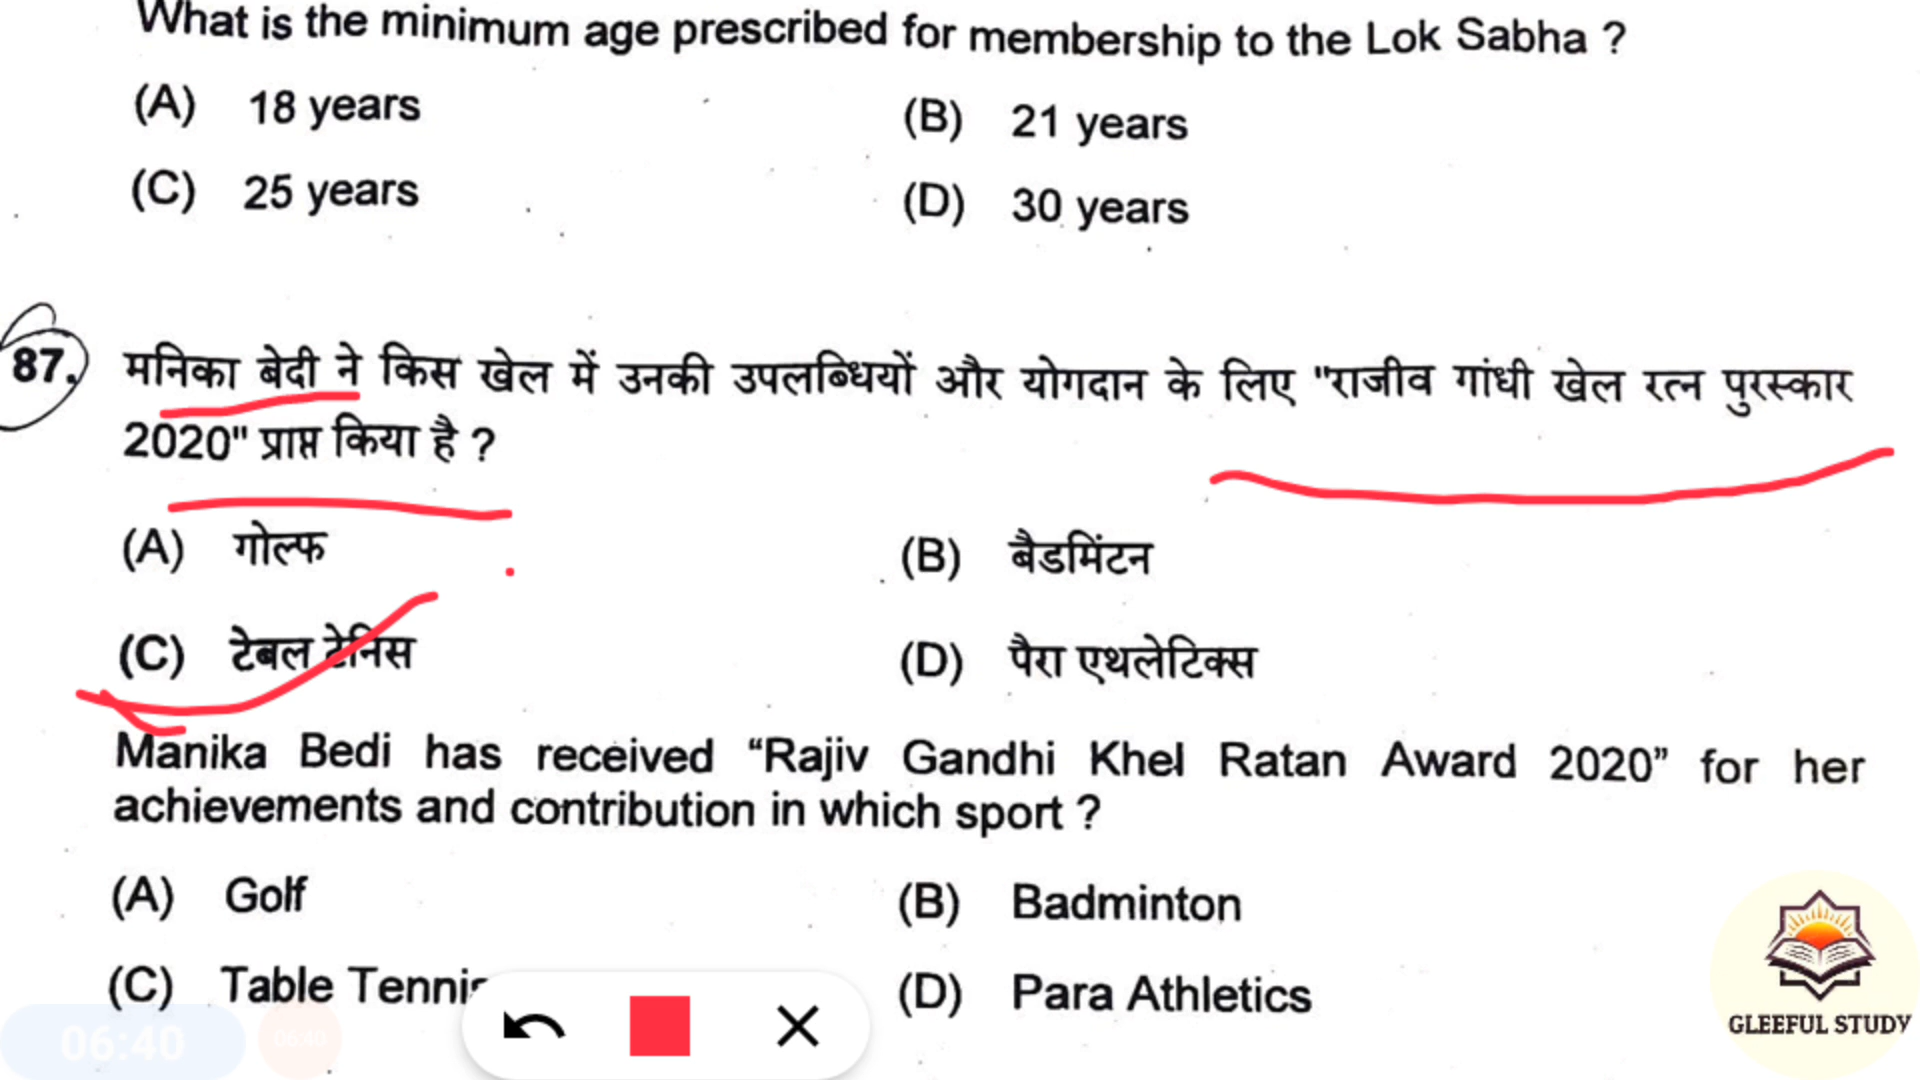 What is the minimum age prescribed for membership to the Lok Sabha ?
(A) 18 years (B) 21 years
(C) 25 years (D) 30 years
87. मनिका बेदी ने किस खेल में उनकी उपलब्धियों और योगदान के लिए "राजीव गांधी खेल रत्न पुरस्कार
2020" प्राप्त किया है ?
(A) गोल्फ (B) बैडमिंटन
(C) टेबल टेनिस (D) पैरा एथलेटिक्स
Manika Bedi has received “Rajiv Gandhi Khel Ratan Award 2020” for her
achievements and contribution in which sport ?
(A) Golf (B) Badminton
(C) Table Tennis (D) Para Athletics
06:40 06:40
GLEEFUL STUDY